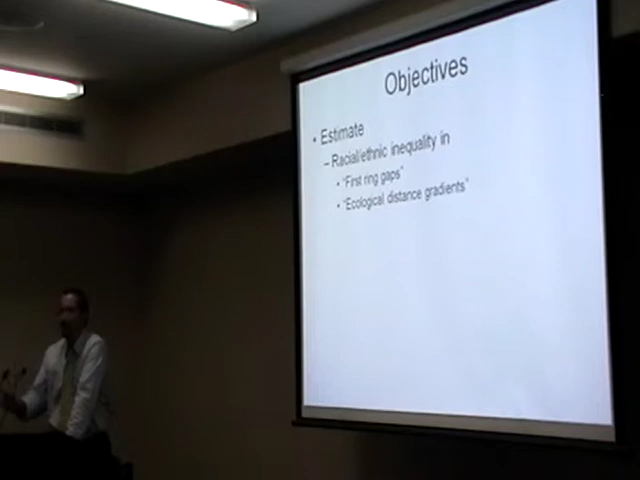 Objectives
• Estimate
– Racial/ethnic inequality in
• "First ring gaps"
• "Ecological distance gradients"